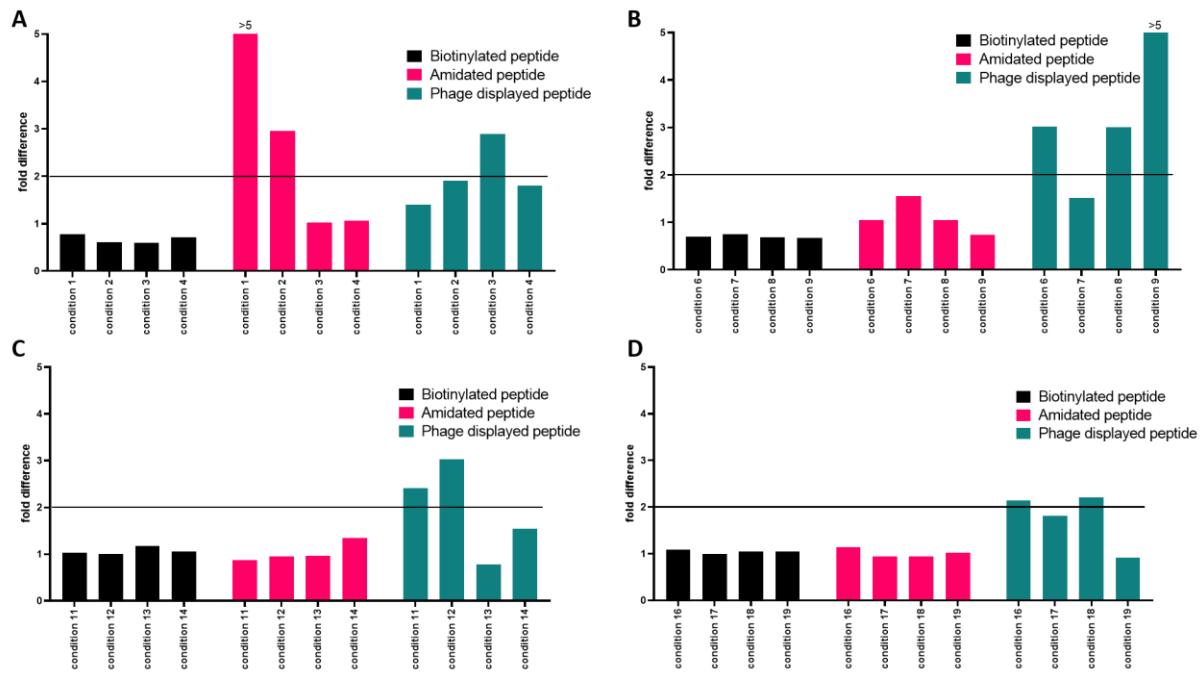 A
>5
5
4
3
2
1
0
fold difference
Biotinylated peptide
Amidated peptide
Phage displayed peptide
condition 1
condition 2
condition 3
condition 4
condition 1
condition 2
condition 3
condition 4
condition 1
condition 2
condition 3
condition 4
B
>5
5
4
3
2
1
0
fold difference
Biotinylated peptide
Amidated peptide
Phage displayed peptide
condition 6
condition 7
condition 8
condition 9
condition 6
condition 7
condition 8
condition 9
condition 6
condition 7
condition 8
condition 9
C
5
4
3
2
1
0
fold difference
Biotinylated peptide
Amidated peptide
Phage displayed peptide
condition 11
condition 12
condition 13
condition 14
condition 11
condition 12
condition 13
condition 14
condition 11
condition 12
condition 13
condition 14
D
5
4
3
2
1
0
fold difference
Biotinylated peptide
Amidated peptide
Phage displayed peptide
condition 16
condition 17
condition 18
condition 19
condition 16
condition 17
condition 18
condition 19
condition 16
condition 17
condition 18
condition 19